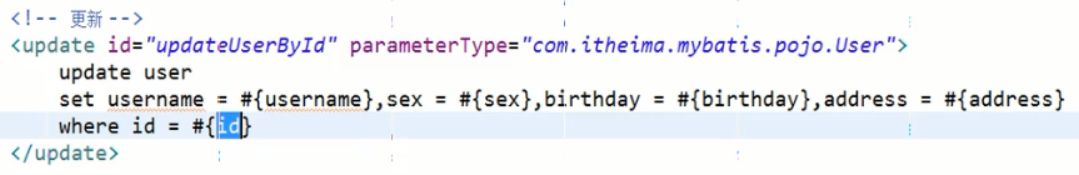 <!-- 更新 -->
<update id="updateUserById" parameterType="com.itheima.mybatis.pojo.User">
update user
set username = #{username},sex = #{sex},birthday = #{birthday},address = #{address}
where id = #{id}
</update>